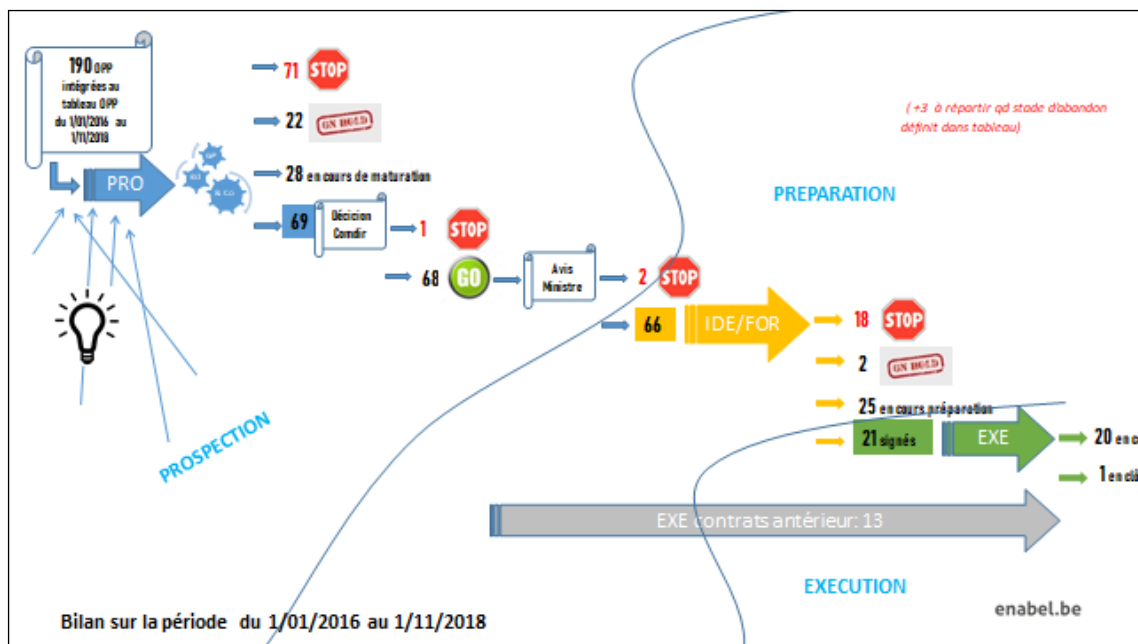 190 OPP
intégrées au
tableau OPP
du 1/01/2016 au
1/11/2018
PRO
71 STOP
22 ON HOLD
28 en cours de maturation
69 Décicion
Comdir
1 STOP
68 GO
Avis
Ministre
2 STOP
66 IDE/FOR
( +3 à répartir qd stade d'abandon
définit dans tableau)
PREPARATION
18 STOP
2 ON HOLD
25 en cours préparation
21 signés
EXE
20 en c
1 en clô
PROSPECTION
EXE contrats antérieur: 13
EXECUTION
Bilan sur la période du 1/01/2016 au 1/11/2018
enabel.be